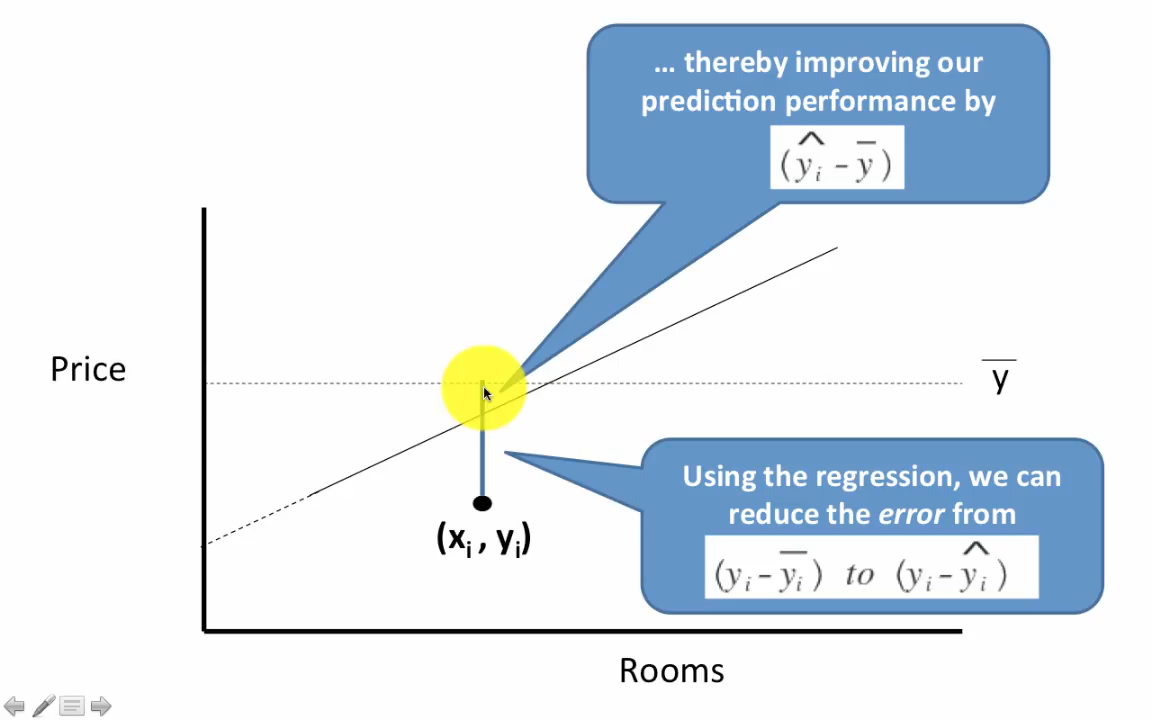 … thereby improving our
prediction performance by
(ŷᵢ - ȳ)
Price
ȳ
Using the regression, we can
reduce the error from
(yᵢ - ȳᵢ) to (yᵢ - ŷᵢ)
(xᵢ , yᵢ)
Rooms